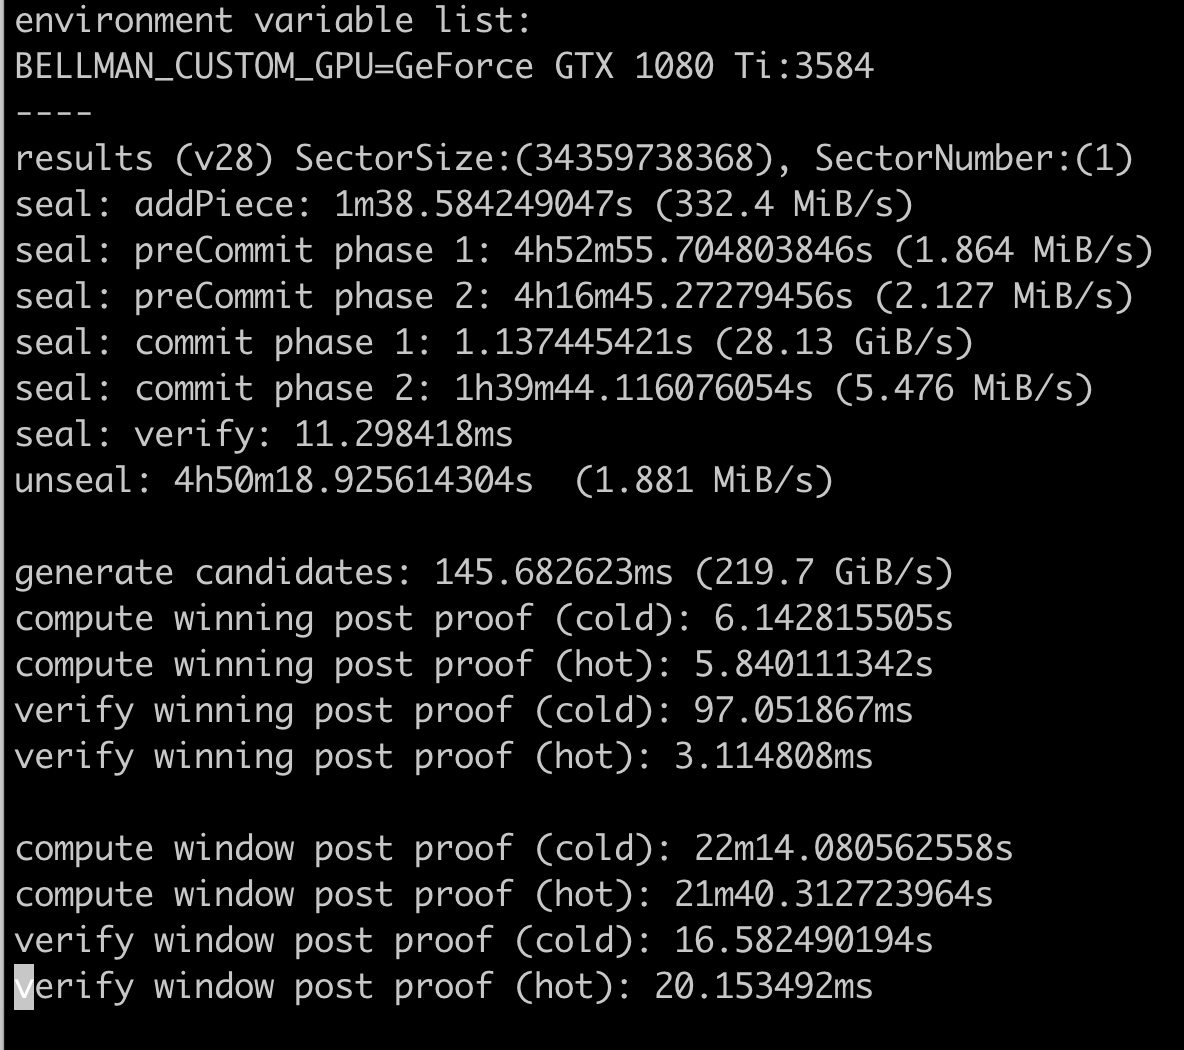 environment variable list:
BELLMAN_CUSTOM_GPU=GeForce GTX 1080 Ti:3584
----
results (v28) SectorSize:(34359738368), SectorNumber:(1)
seal: addPiece: 1m38.584249047s (332.4 MiB/s)
seal: preCommit phase 1: 4h52m55.704803846s (1.864 MiB/s)
seal: preCommit phase 2: 4h16m45.27279456s (2.127 MiB/s)
seal: commit phase 1: 1.137445421s (28.13 GiB/s)
seal: commit phase 2: 1h39m44.116076054s (5.476 MiB/s)
seal: verify: 11.298418ms
unseal: 4h50m18.925614304s  (1.881 MiB/s)

generate candidates: 145.682623ms (219.7 GiB/s)
compute winning post proof (cold): 6.142815505s
compute winning post proof (hot): 5.840111342s
verify winning post proof (cold): 97.051867ms
verify winning post proof (hot): 3.114808ms

compute window post proof (cold): 22m14.080562558s
compute window post proof (hot): 21m40.312723964s
verify window post proof (cold): 16.582490194s
verify window post proof (hot): 20.153492ms